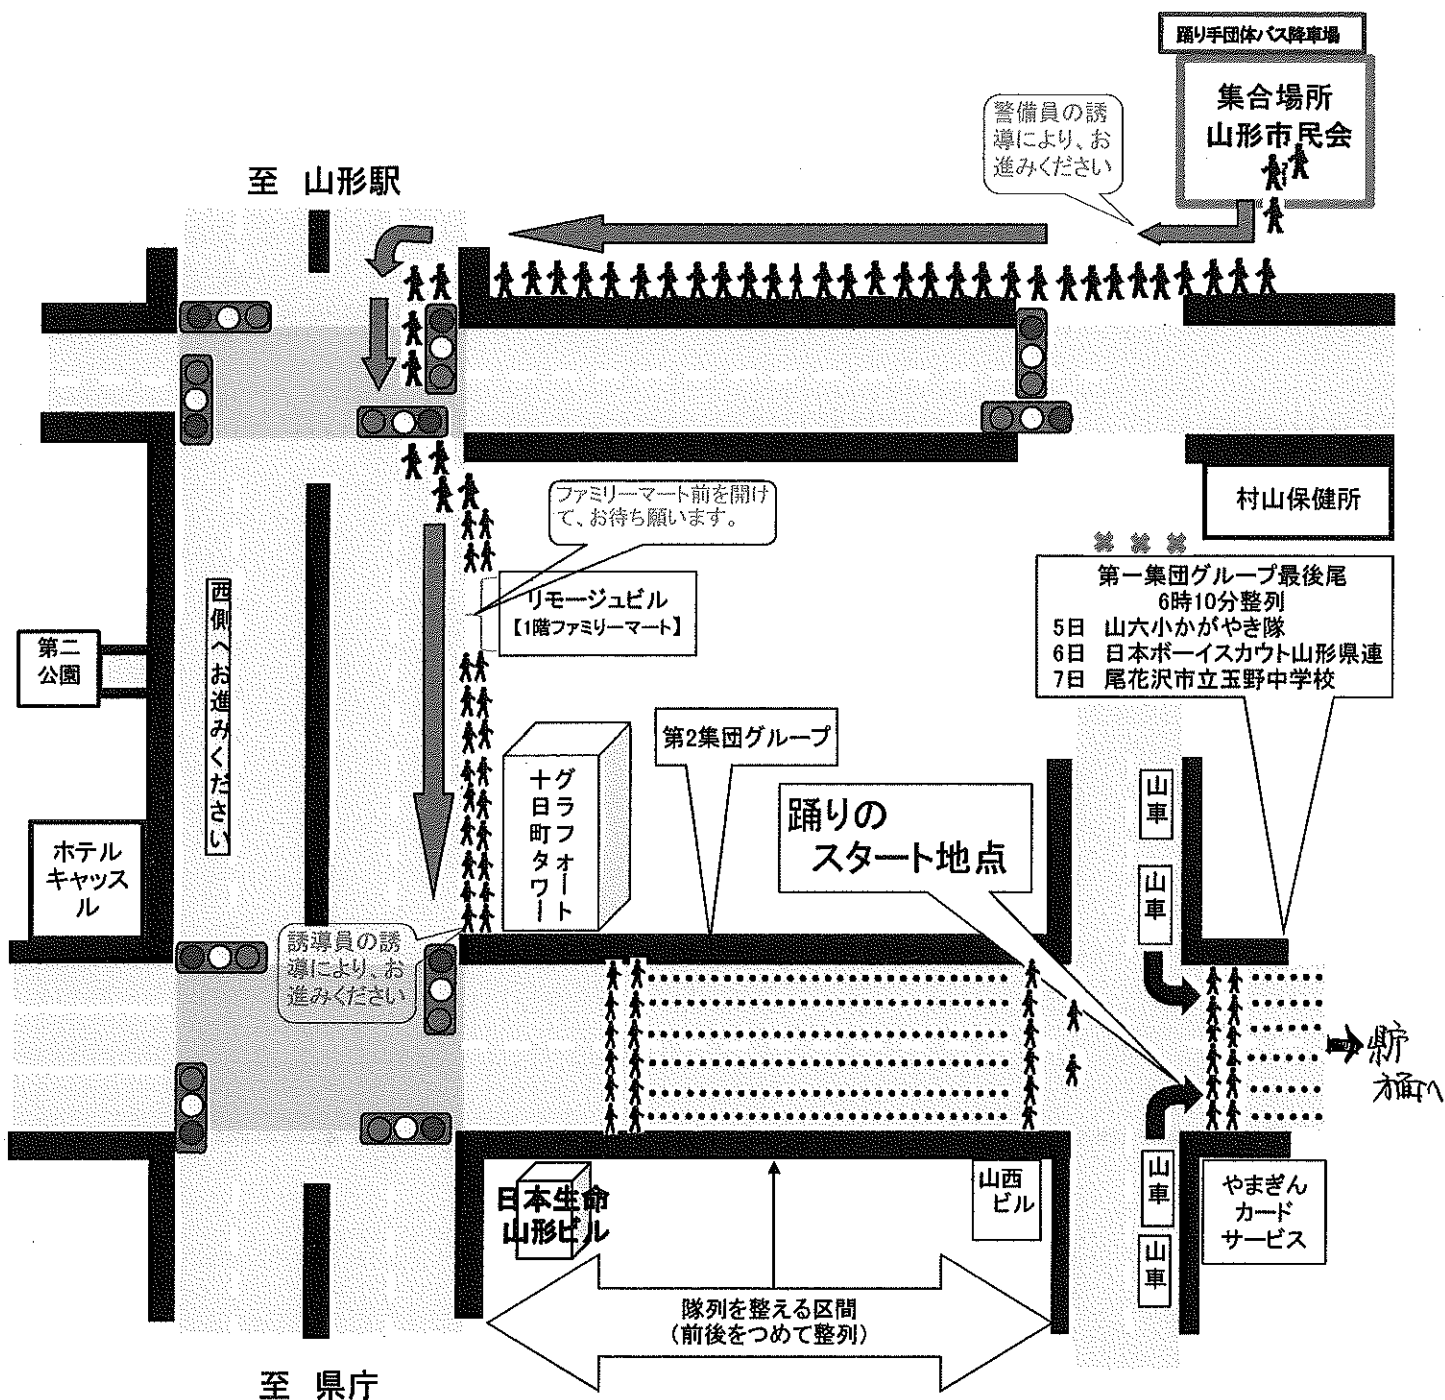 踊り手団体バス降車場
集合場所
山形市民会
警備員の誘
導により、お
進みください
至 山形駅
村山保健所
ファミリーマート前を開け
て、お待ち願います。
リモージュビル
【1階ファミリーマート】
第一集団グループ最後尾
6時10分整列
5日 山六小かがやき隊
6日 日本ボーイスカウト山形県連
7日 尾花沢市立玉野中学校
西側へお進みください
第二
公園
第2集団グループ
グラフォート
十日町タワー
踊りの
スタート地点
山車
山車
ホテル
キャッス
ル
誘導員の誘
導により、お
進みください
日本生命
山形ビル
山西
ビル
山車
山車
やまぎん
カード
サービス
隊列を整える区間
(前後をつめて整列)
至 県庁